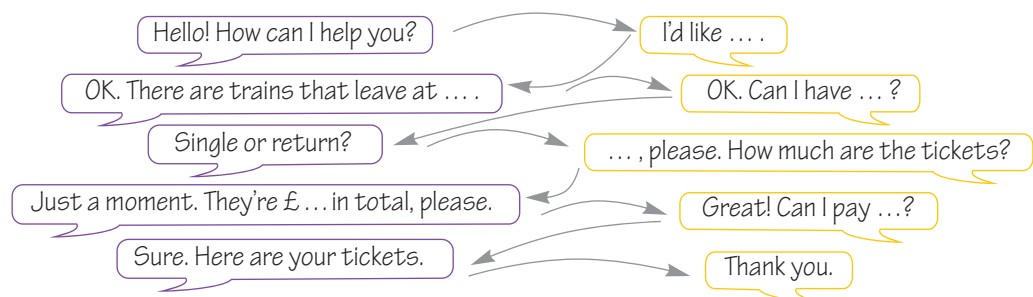 Hello! How can I help you?
I'd like ... .
OK. There are trains that leave at ... .
OK. Can I have ... ?
Single or return?
... , please. How much are the tickets?
Just a moment. They're £ ... in total, please.
Great! Can I pay ...?
Sure. Here are your tickets.
Thank you.